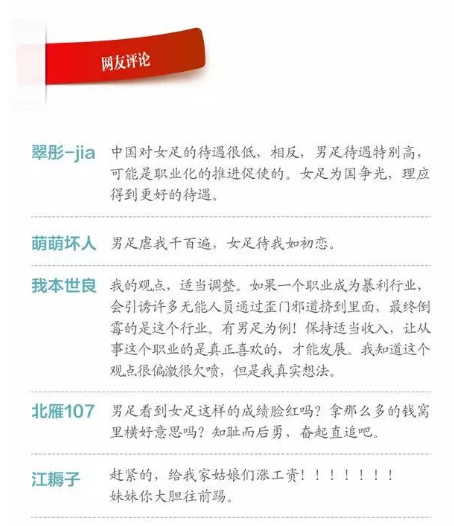 网友评论
翠彤-jia 中国对女足的待遇很低，相反，男足待遇特别高，
可能是职业化的推进促使的。女足为国争光，理应
得到更好的待遇。
萌萌坏人 男足虐我千百遍，女足待我如初恋。
我本世良 我的观点，适当调整。如果一个职业成为暴利行业，
会引诱许多无能人员通过歪门邪道挤到里面，最终倒
霉的是这个行业。有男足为例！保持适当收入，让从
事这个职业的是真正喜欢的，才能发展。我知道这个
观点很偏激很欠喷，但是我真实想法。
北雁107 男足看到女足这样的成绩脸红吗？拿那么多的钱窝
里横好意思吗？知耻而后勇，奋起直追吧。
江耨子 赶紧的，给我家姑娘们涨工资！！！！！！！
妹妹你大胆往前踢。